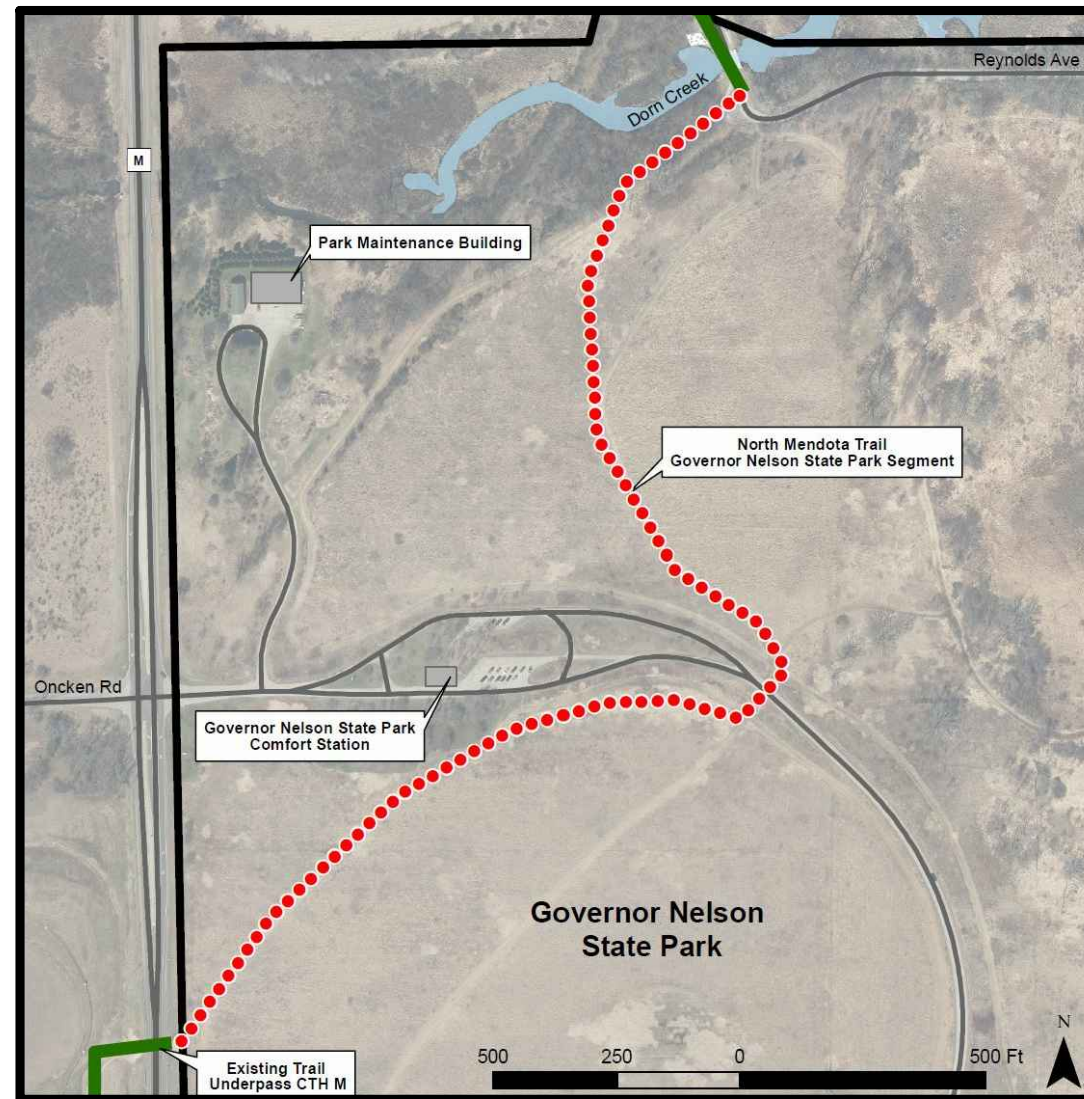 Reynolds Ave
Dorn Creek
M
Park Maintenance Building
North Mendota Trail
Governor Nelson State Park Segment
Oncken Rd
Governor Nelson State Park
Comfort Station
Governor Nelson
State Park
N
500 250 0 500 Ft
Existing Trail
Underpass CTH M